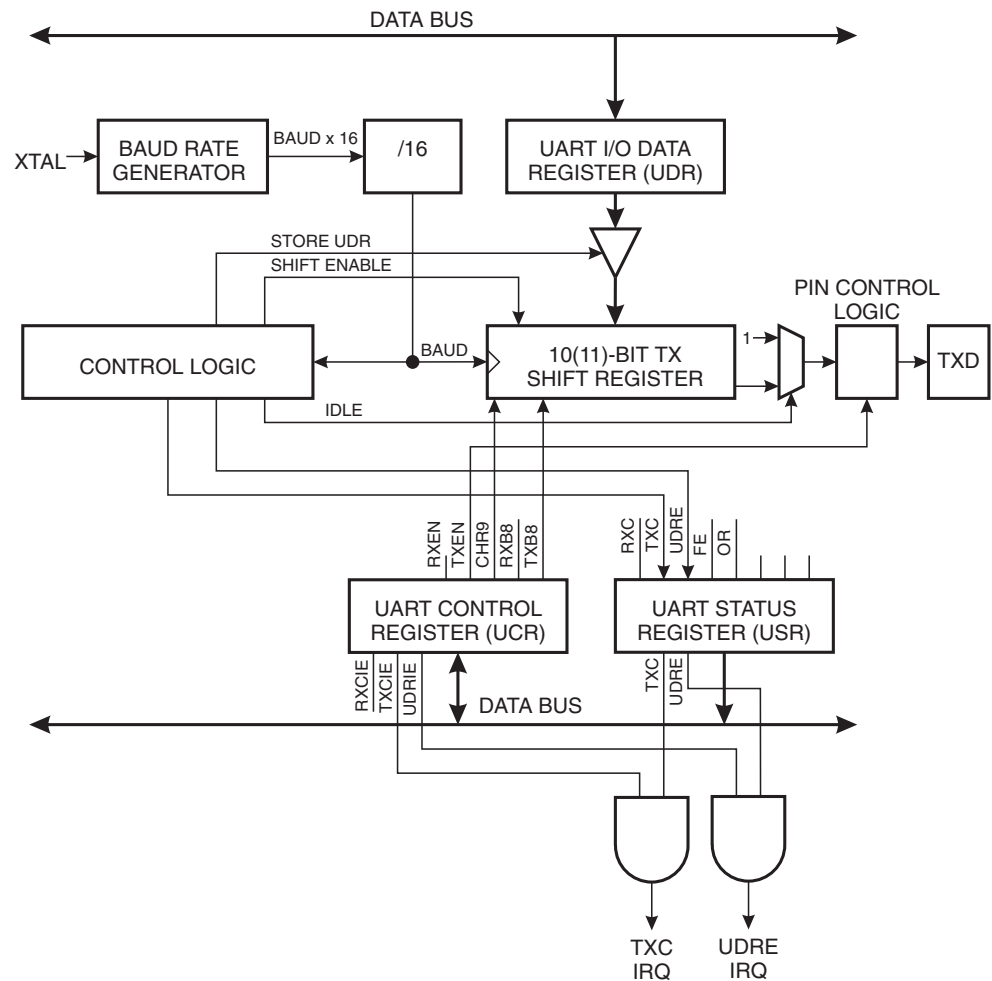 DATA BUS
XTAL
BAUD RATE
GENERATOR
BAUD x 16
/16
UART I/O DATA
REGISTER (UDR)
STORE UDR
SHIFT ENABLE
PIN CONTROL
LOGIC
CONTROL LOGIC
BAUD
10(11)-BIT TX
SHIFT REGISTER
1
TXD
IDLE
RXEN
TXEN
CHR9
RXB8
TXB8
RXC
TXC
UDRE
FE
OR
UART CONTROL
REGISTER (UCR)
UART STATUS
REGISTER (USR)
RXCIE
TXCIE
UDRIE
TXC
UDRE
DATA BUS
TXC
IRQ
UDRE
IRQ